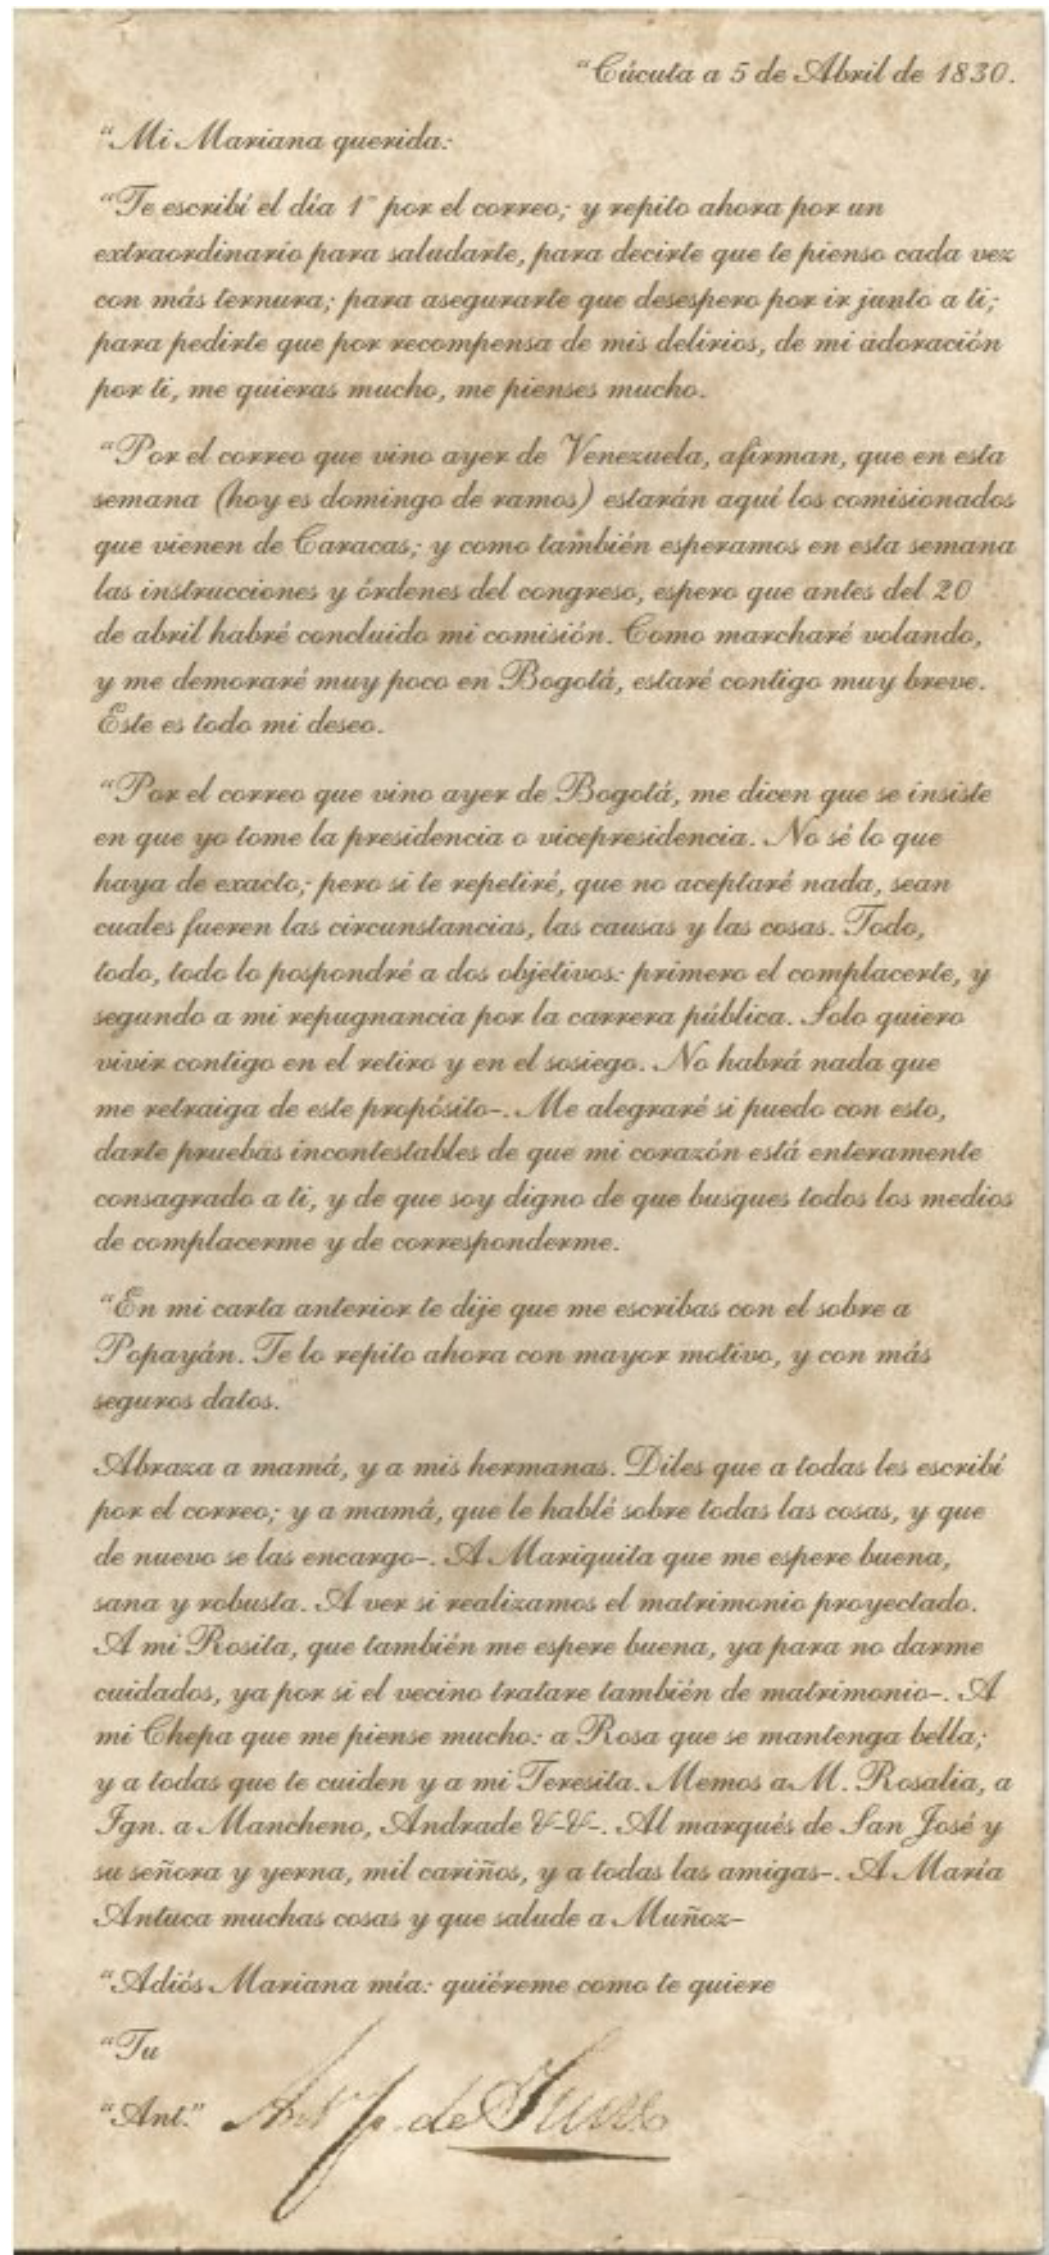 “Cúcuta a 5 de Abril de 1830.
“Mi Mariana querida:
“Te escribí el día 1º por el correo; y repito ahora por un
extraordinario para saludarte, para decirte que te pienso cada vez
con más ternura; para asegurarte que desespero por ir junto a ti;
para pedirte que por recompensa de mis delirios, de mi adoración
por ti, me quieras mucho, me pienses mucho.
“Por el correo que vino ayer de Venezuela, afirman, que en esta
semana (hoy es domingo de ramos) estarán aquí los comisionados
que vienen de Caracas; y como también esperamos en esta semana
las instrucciones y órdenes del congreso, espero que antes del 20
de abril habré concluido mi comisión. Como marcharé volando,
y me demoraré muy poco en Bogotá, estaré contigo muy breve.
Este es todo mi deseo.
“Por el correo que vino ayer de Bogotá, me dicen que se insiste
en que yo tome la presidencia o vicepresidencia. No sé lo que
haya de exacto; pero si te repetiré, que no aceptaré nada, sean
cuales fueren las circunstancias, las causas y las cosas. Todo,
todo, todo lo pospondré a dos objetivos: primero el complacerte, y
segundo a mi repugnancia por la carrera pública. Solo quiero
vivir contigo en el retiro y en el sosiego. No habrá nada que
me retraiga de este propósito-. Me alegraré si puedo con esto,
darte pruebas incontestables de que mi corazón está enteramente
consagrado a ti, y de que soy digno de que busques todos los medios
de complacerme y de corresponderme.
“En mi carta anterior te dije que me escribas con el sobre a
Popayán. Te lo repito ahora con mayor motivo, y con más
seguros datos.
Abraza a mamá, y a mis hermanas. Diles que a todas les escribí
por el correo; y a mamá, que le hablé sobre todas las cosas, y que
de nuevo se las encargo-. A Mariquita que me espere buena,
sana y robusta. A ver si realizamos el matrimonio proyectado.
A mi Rosita, que también me espere buena, ya para no darme
cuidados, ya por si el vecino tratare también de matrimonio-. A
mi Chepa que me piense mucho: a Rosa que se mantenga bella;
y a todas que te cuiden y a mi Teresita. Memos a M. Rosalia, a
Ign. a Mancheno, Andrade &-&-. Al marqués de San José y
su señora y yerna, mil cariños, y a todas las amigas-. A María
Antuca muchas cosas y que salude a Muñoz-
“Adiós Mariana mía: quiéreme como te quiere
“Tu
“Ant.” Ant J. de Sucre